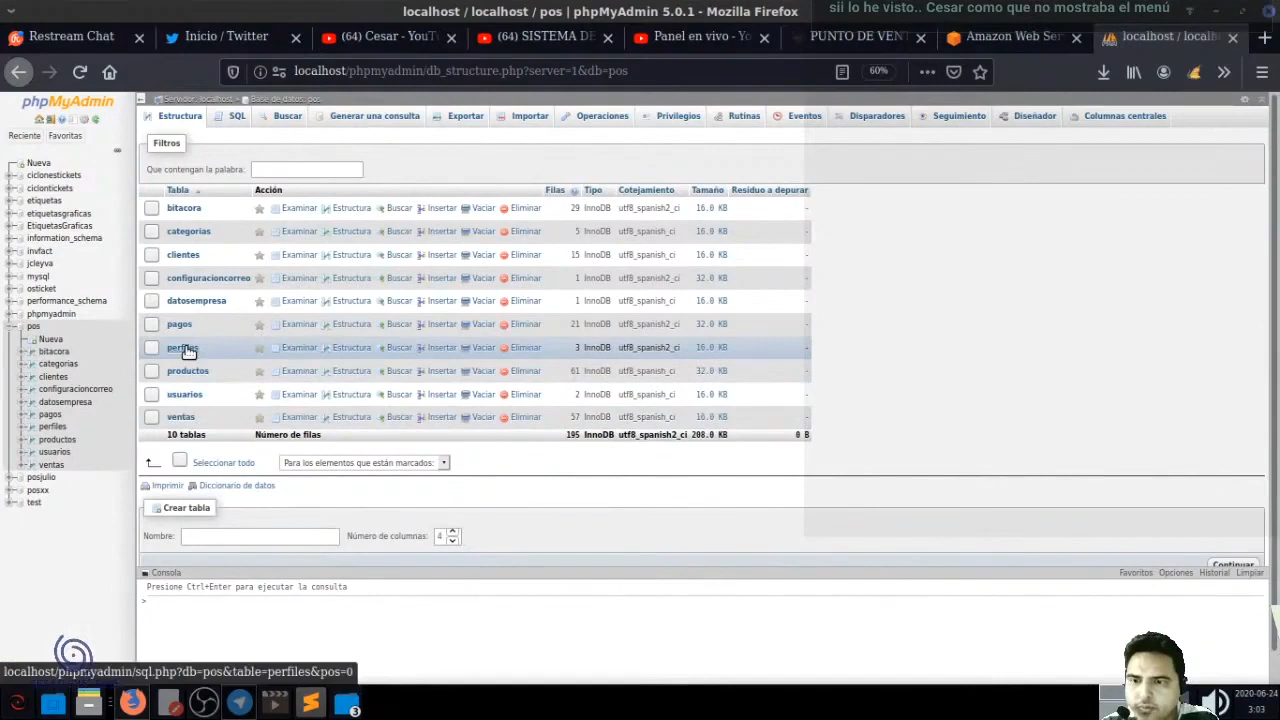 localhost / localhost / pos | phpMyAdmin 5.0.1 - Mozilla Firefox
sii lo he visto.. Cesar como que no mostraba el menú
Restream Chat
Inicio / Twitter
(64) Cesar - YouT
(64) SISTEMA DE
Panel en vivo - Yo
PUNTO DE VENT
Amazon Web Ser
localhost / localh
localhost/phpmyadmin/db_structure.php?server=1&db=pos
60%
phpMyAdmin
Reciente Favoritas
Nueva
ciclonestickets
ciclontickets
etiquetas
etiquetasgraficas
EtiquetasGraficas
information_schema
invfact
jcleyva
mysql
osticket
performance_schema
phpmyadmin
pos
Nueva
bitacora
categorias
clientes
configuracioncorreo
datosempresa
pagos
perfiles
productos
usuarios
ventas
posjulio
posxx
test
Servidor: localhost » Base de datos: pos
Estructura SQL Buscar Generar una consulta Exportar Importar Operaciones Privilegios Rutinas Eventos Disparadores Seguimiento Diseñador Columnas centrales
Filtros
Que contengan la palabra:
Tabla Acción Filas Tipo Cotejamiento Tamaño Residuo a depurar
bitacora Examinar Estructura Buscar Insertar Vaciar Eliminar 29 InnoDB utf8_spanish2_ci 16.0 KB -
categorias Examinar Estructura Buscar Insertar Vaciar Eliminar 5 InnoDB utf8_spanish_ci 16.0 KB -
clientes Examinar Estructura Buscar Insertar Vaciar Eliminar 15 InnoDB utf8_spanish_ci 16.0 KB -
configuracioncorreo Examinar Estructura Buscar Insertar Vaciar Eliminar 1 InnoDB utf8_spanish2_ci 32.0 KB -
datosempresa Examinar Estructura Buscar Insertar Vaciar Eliminar 1 InnoDB utf8_spanish_ci 16.0 KB -
pagos Examinar Estructura Buscar Insertar Vaciar Eliminar 21 InnoDB utf8_spanish_ci 32.0 KB -
perfiles Examinar Estructura Buscar Insertar Vaciar Eliminar 3 InnoDB utf8_spanish2_ci 16.0 KB -
productos Examinar Estructura Buscar Insertar Vaciar Eliminar 61 InnoDB utf8_spanish_ci 32.0 KB -
usuarios Examinar Estructura Buscar Insertar Vaciar Eliminar 2 InnoDB utf8_spanish_ci 16.0 KB -
ventas Examinar Estructura Buscar Insertar Vaciar Eliminar 57 InnoDB utf8_spanish_ci 16.0 KB -
10 tablas Número de filas 195 InnoDB utf8_spanish2_ci 208.0 KB 0 B
Seleccionar todo Para los elementos que están marcados:
Imprimir Diccionario de datos
Crear tabla
Nombre: Número de columnas: 4
Continuar
Consola Favoritos Opciones Historial Limpiar
Presione Ctrl+Enter para ejecutar la consulta
>
localhost/phpmyadmin/sql.php?db=pos&table=perfiles&pos=0
3
2020-06-24
3:03